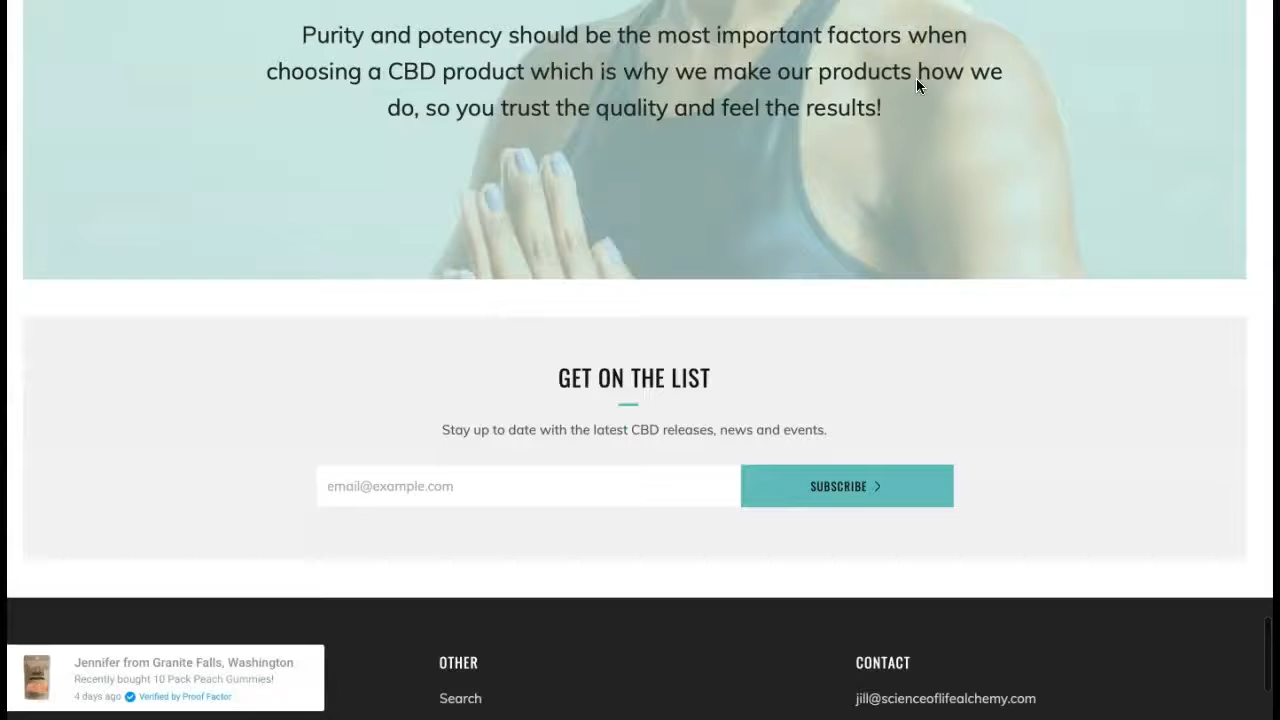 Purity and potency should be the most important factors when
choosing a CBD product which is why we make our products how we
do, so you trust the quality and feel the results!
GET ON THE LIST
Stay up to date with the latest CBD releases, news and events.
email@example.com
SUBSCRIBE
Jennifer from Granite Falls, Washington
Recently bought 10 Pack Peach Gummies!
4 days ago Verified by Proof Factor
OTHER
Search
CONTACT
jill@scienceoflifealchemy.com